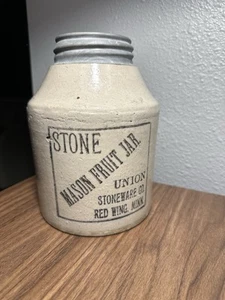 STONE
MASON FRUIT JAR
UNION
STONEWARE CO.
RED WING, MINN.